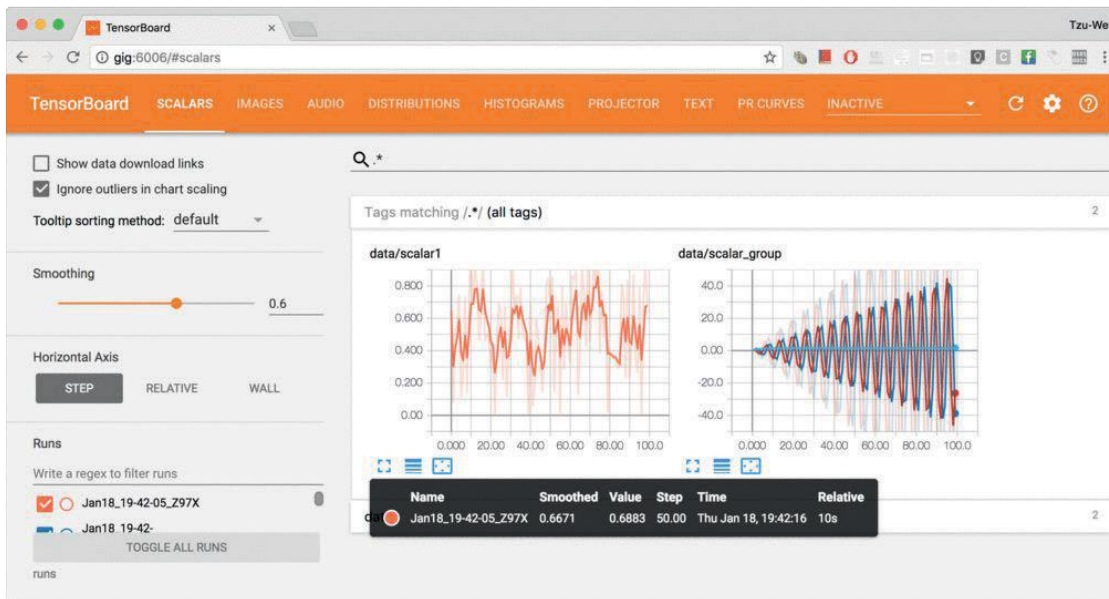 TensorBoard
Tzu-We
gig:6006/#scalars
TensorBoard SCALARS IMAGES AUDIO DISTRIBUTIONS HISTOGRAMS PROJECTOR TEXT PR CURVES INACTIVE
Show data download links
Ignore outliers in chart scaling
Tooltip sorting method: default
Smoothing
0.6
Horizontal Axis
STEP RELATIVE WALL
Runs
Write a regex to filter runs
Jan18_19-42-05_Z97X
Jan18_19-42-
TOGGLE ALL RUNS
runs
.*
Tags matching /.*/ (all tags) 2
data/scalar1
0.800
0.600
0.400
0.200
0.00
0.000 20.00 40.00 60.00 80.00 100.0
data/scalar_group
40.0
20.0
0.00
-20.0
-40.0
0.000 20.00 40.00 60.00 80.00 100.0
Name Smoothed Value Step Time Relative
Jan18_19-42-05_Z97X 0.6671 0.6883 50.00 Thu Jan 18, 19:42:16 10s
2